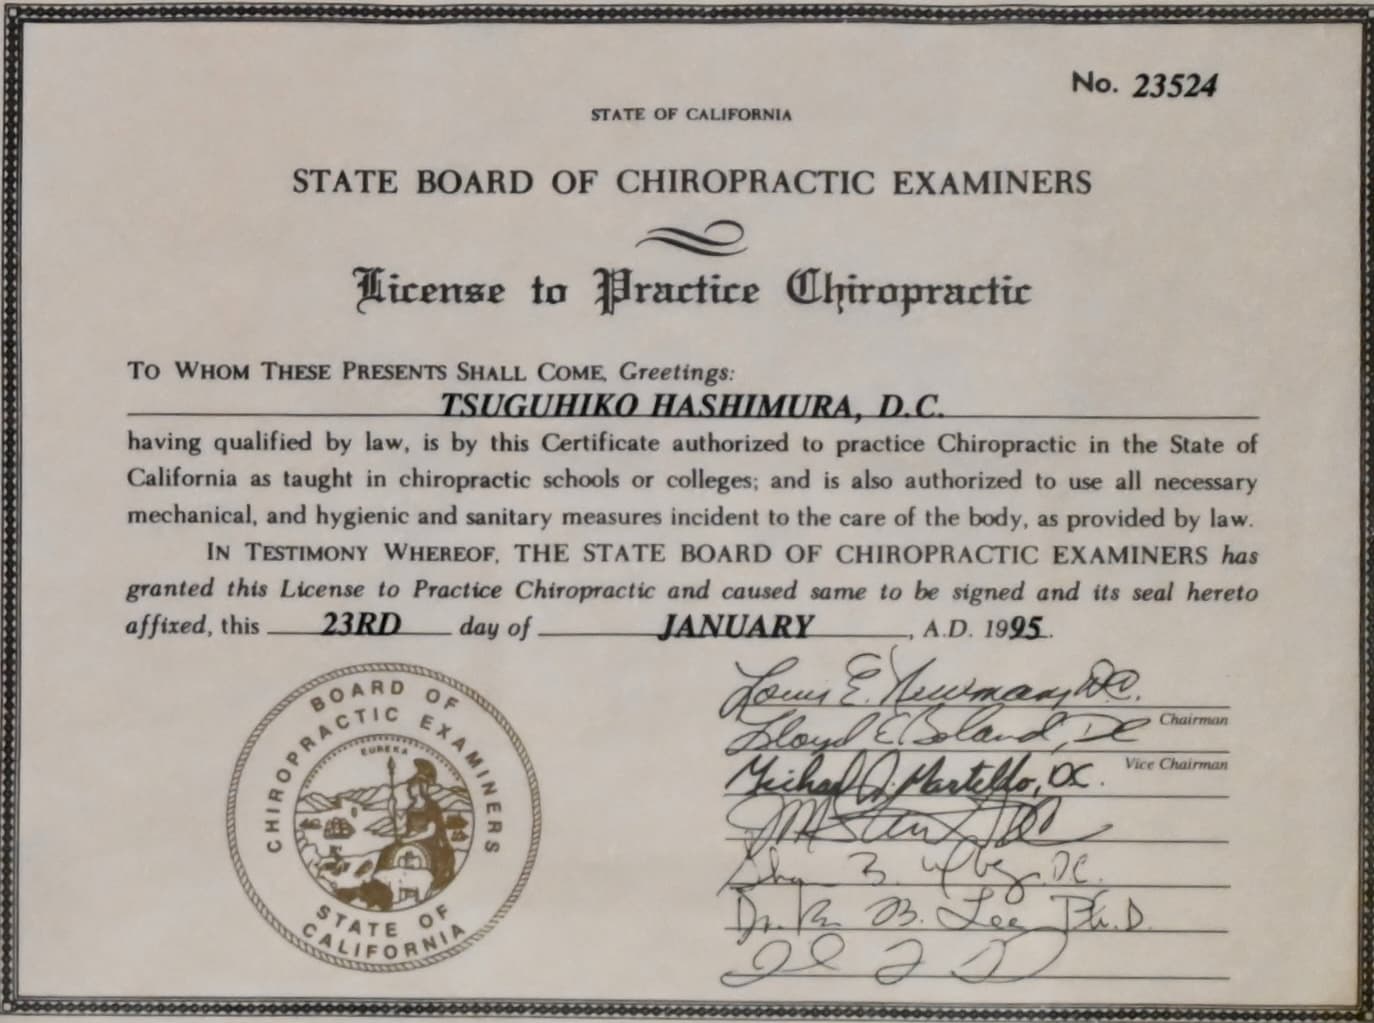 No. 23524
STATE OF CALIFORNIA
STATE BOARD OF CHIROPRACTIC EXAMINERS
License to Practice Chiropractic
TO WHOM THESE PRESENTS SHALL COME, Greetings:
TSUGUHIKO HASHIMURA, D.C.
having qualified by law, is by this Certificate authorized to practice Chiropractic in the State of
California as taught in chiropractic schools or colleges; and is also authorized to use all necessary
mechanical, and hygienic and sanitary measures incident to the care of the body, as provided by law.
IN TESTIMONY WHEREOF, THE STATE BOARD OF CHIROPRACTIC EXAMINERS has
granted this License to Practice Chiropractic and caused same to be signed and its seal hereto
affixed, this 23RD day of JANUARY, A.D. 1995.
BOARD OF
CHIROPRACTIC EXAMINERS
EUREKA
STATE OF
CALIFORNIA
Louis E. Newman, D.C.
Chairman
Lloyd E. Boland, DC
Vice Chairman
Michael J. Martello, DC.
B. D.C.
Dr. B. Lee, Ph.D.